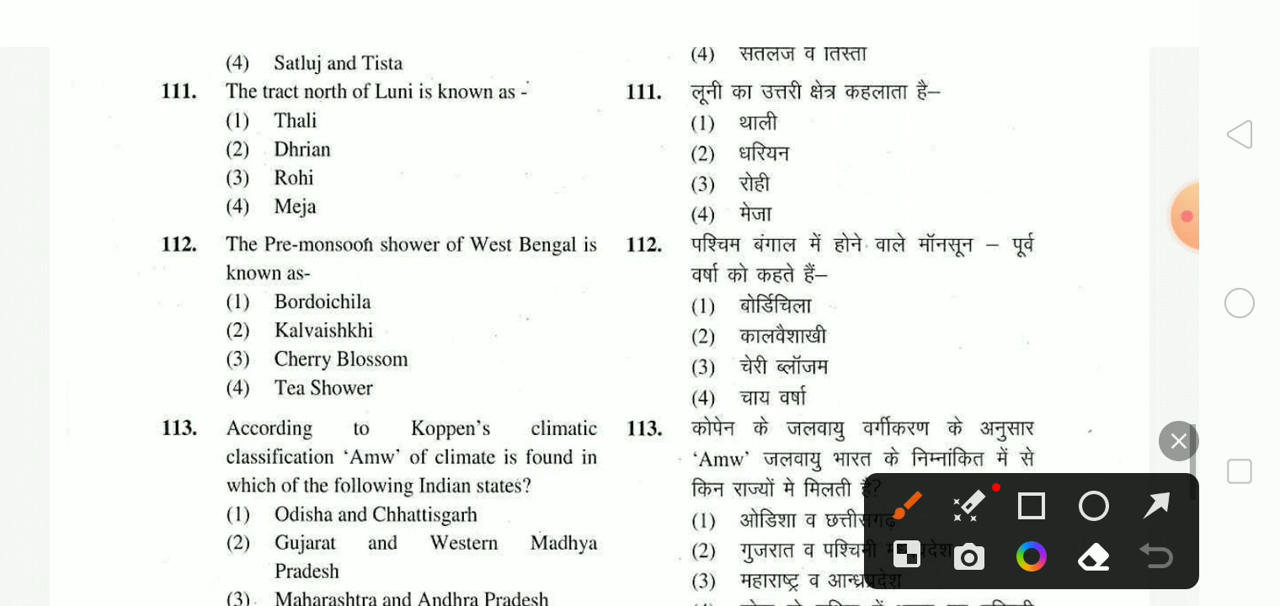 (4) Satluj and Tista
111. The tract north of Luni is known as -
(1) Thali
(2) Dhrian
(3) Rohi
(4) Meja
112. The Pre-monsoon shower of West Bengal is
known as-
(1) Bordoichila
(2) Kalvaishkhi
(3) Cherry Blossom
(4) Tea Shower
113. According to Koppen's climatic
classification ‘Amw’ of climate is found in
which of the following Indian states?
(1) Odisha and Chhattisgarh
(2) Gujarat and Western Madhya
Pradesh
(3) Maharashtra and Andhra Pradesh
(4) सतलज व तिस्ता
111. लूनी का उत्तरी क्षेत्र कहलाता है–
(1) थाली
(2) धरियन
(3) रोही
(4) मेजा
112. पश्चिम बंगाल में होने वाले मॉनसून – पूर्व
वर्षा को कहते हैं–
(1) बोर्डिचिला
(2) कालवैशाखी
(3) चेरी ब्लॉजम
(4) चाय वर्षा
113. कोपेन के जलवायु वर्गीकरण के अनुसार
‘Amw’ जलवायु भारत के निम्नांकित में से
किन राज्यों मे मिलती है?
(1) ओडिशा व छत्तीसगढ़
(2) गुजरात व पश्चिमी मध्यप्रदेश
(3) महाराष्ट्र व आन्ध्रप्रदेश